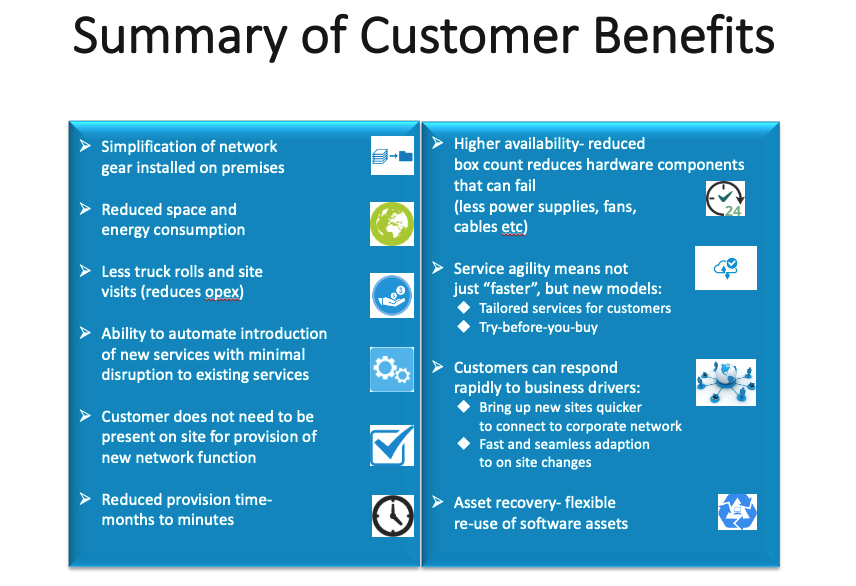 Summary of Customer Benefits
➢ Simplification of network
gear installed on premises
➢ Reduced space and
energy consumption
➢ Less truck rolls and site
visits (reduces opex)
➢ Ability to automate introduction
of new services with minimal
disruption to existing services
➢ Customer does not need to be
present on site for provision of
new network function
➢ Reduced provision time-
months to minutes
➢ Higher availability- reduced
box count reduces hardware components
that can fail
(less power supplies, fans,
cables etc)
24
➢ Service agility means not
just “faster”, but new models:
◆ Tailored services for customers
◆ Try-before-you-buy
➢ Customers can respond
rapidly to business drivers:
◆ Bring up new sites quicker
to connect to corporate network
◆ Fast and seamless adaption
to on site changes
➢ Asset recovery- flexible
re-use of software assets